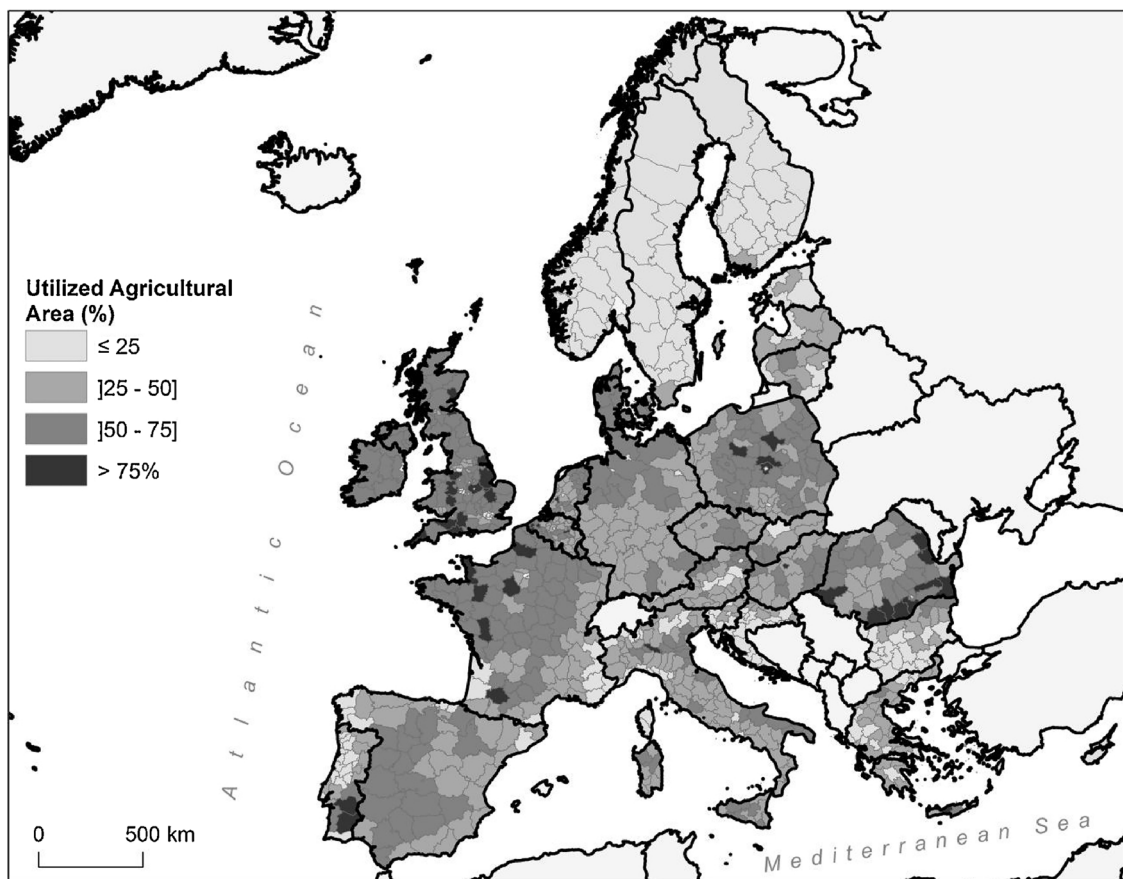 Utilized Agricultural
Area (%)
≤ 25
]25 - 50]
]50 - 75]
> 75%
Atlantic Ocean
Mediterranean Sea
0 500 km